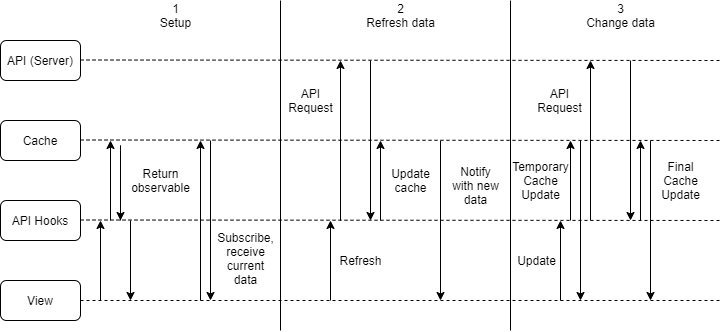 1
Setup
2
Refresh data
3
Change data
API (Server)
API
Request
API
Request
Cache
Return
observable
Update
cache
Notify
with new
data
Temporary
Cache
Update
Final
Cache
Update
API Hooks
Subscribe,
receive
current
data
Refresh
Update
View